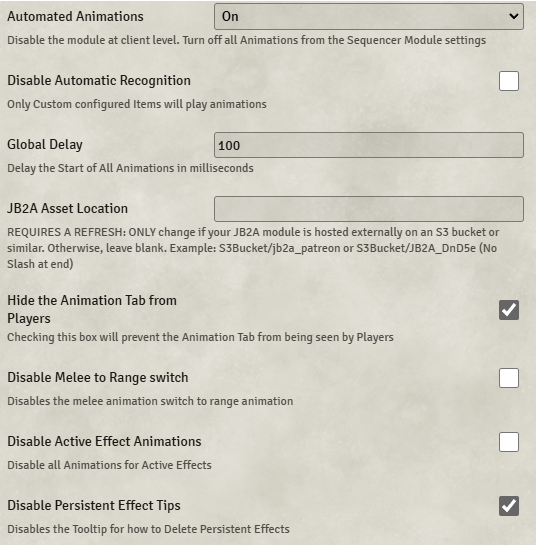 Automated Animations On
Disable the module at client level. Turn off all Animations from the Sequencer Module settings
Disable Automatic Recognition
Only Custom configured Items will play animations
Global Delay 100
Delay the Start of All Animations in milliseconds
JB2A Asset Location
REQUIRES A REFRESH: ONLY change if your JB2A module is hosted externally on an S3 bucket or
similar. Otherwise, leave blank. Example: S3Bucket/jb2a_patreon or S3Bucket/JB2A_DnD5e (No
Slash at end)
Hide the Animation Tab from
Players
Checking this box will prevent the Animation Tab from being seen by Players
Disable Melee to Range switch
Disables the melee animation switch to range animation
Disable Active Effect Animations
Disable all Animations for Active Effects
Disable Persistent Effect Tips
Disables the Tooltip for how to Delete Persistent Effects